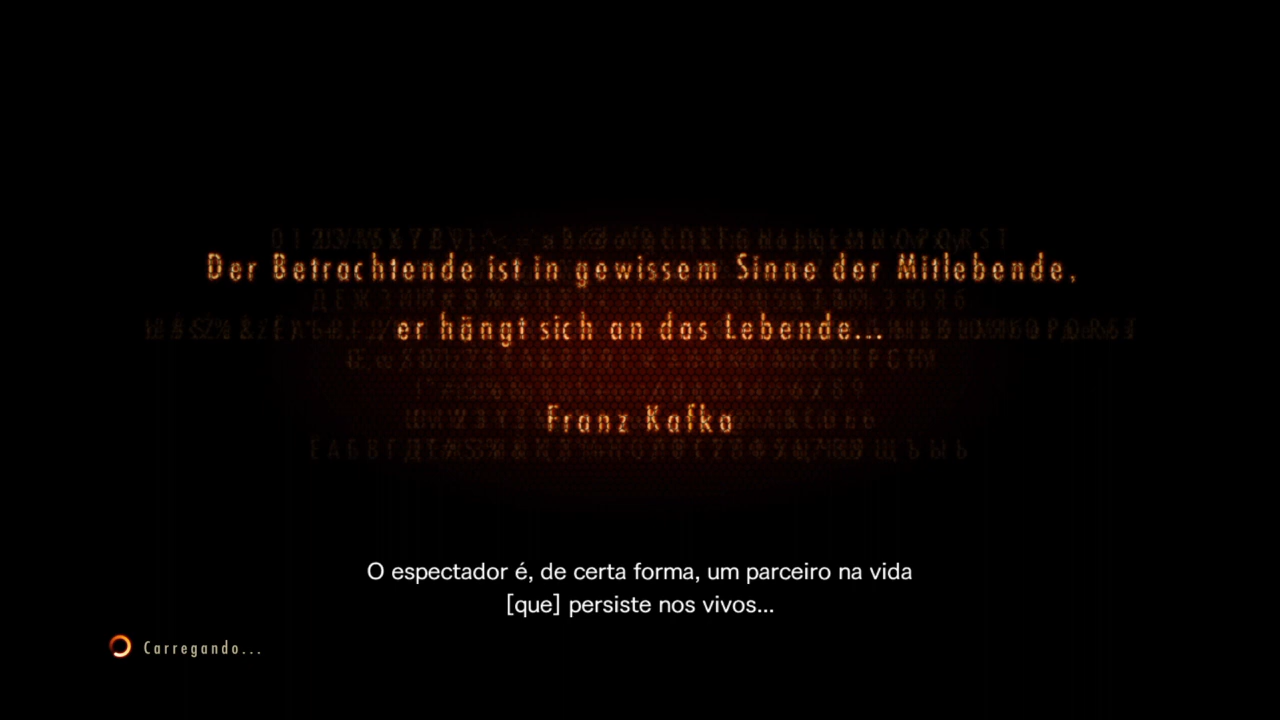 Der Betrachtende ist in gewissem Sinne der Mitlebende,
er hängt sich an das Lebende...
Franz Kafka
O espectador é, de certa forma, um parceiro na vida
[que] persiste nos vivos...
Carregando...